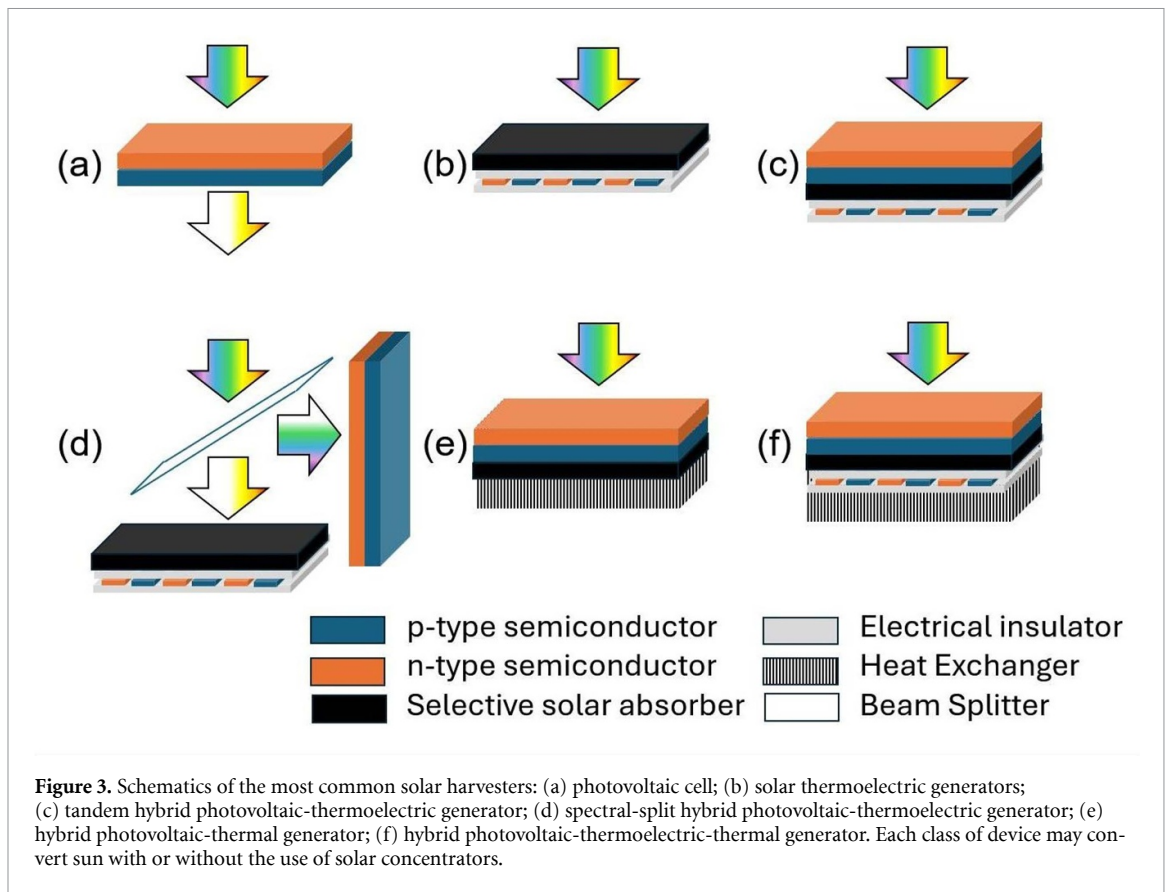 (a)
(b)
(c)
(d)
(e)
(f)
p-type semiconductor
n-type semiconductor
Selective solar absorber
Electrical insulator
Heat Exchanger
Beam Splitter
Figure 3. Schematics of the most common solar harvesters: (a) photovoltaic cell; (b) solar thermoelectric generators;
(c) tandem hybrid photovoltaic-thermoelectric generator; (d) spectral-split hybrid photovoltaic-thermoelectric generator; (e)
hybrid photovoltaic-thermal generator; (f) hybrid photovoltaic-thermoelectric-thermal generator. Each class of device may con-
vert sun with or without the use of solar concentrators.